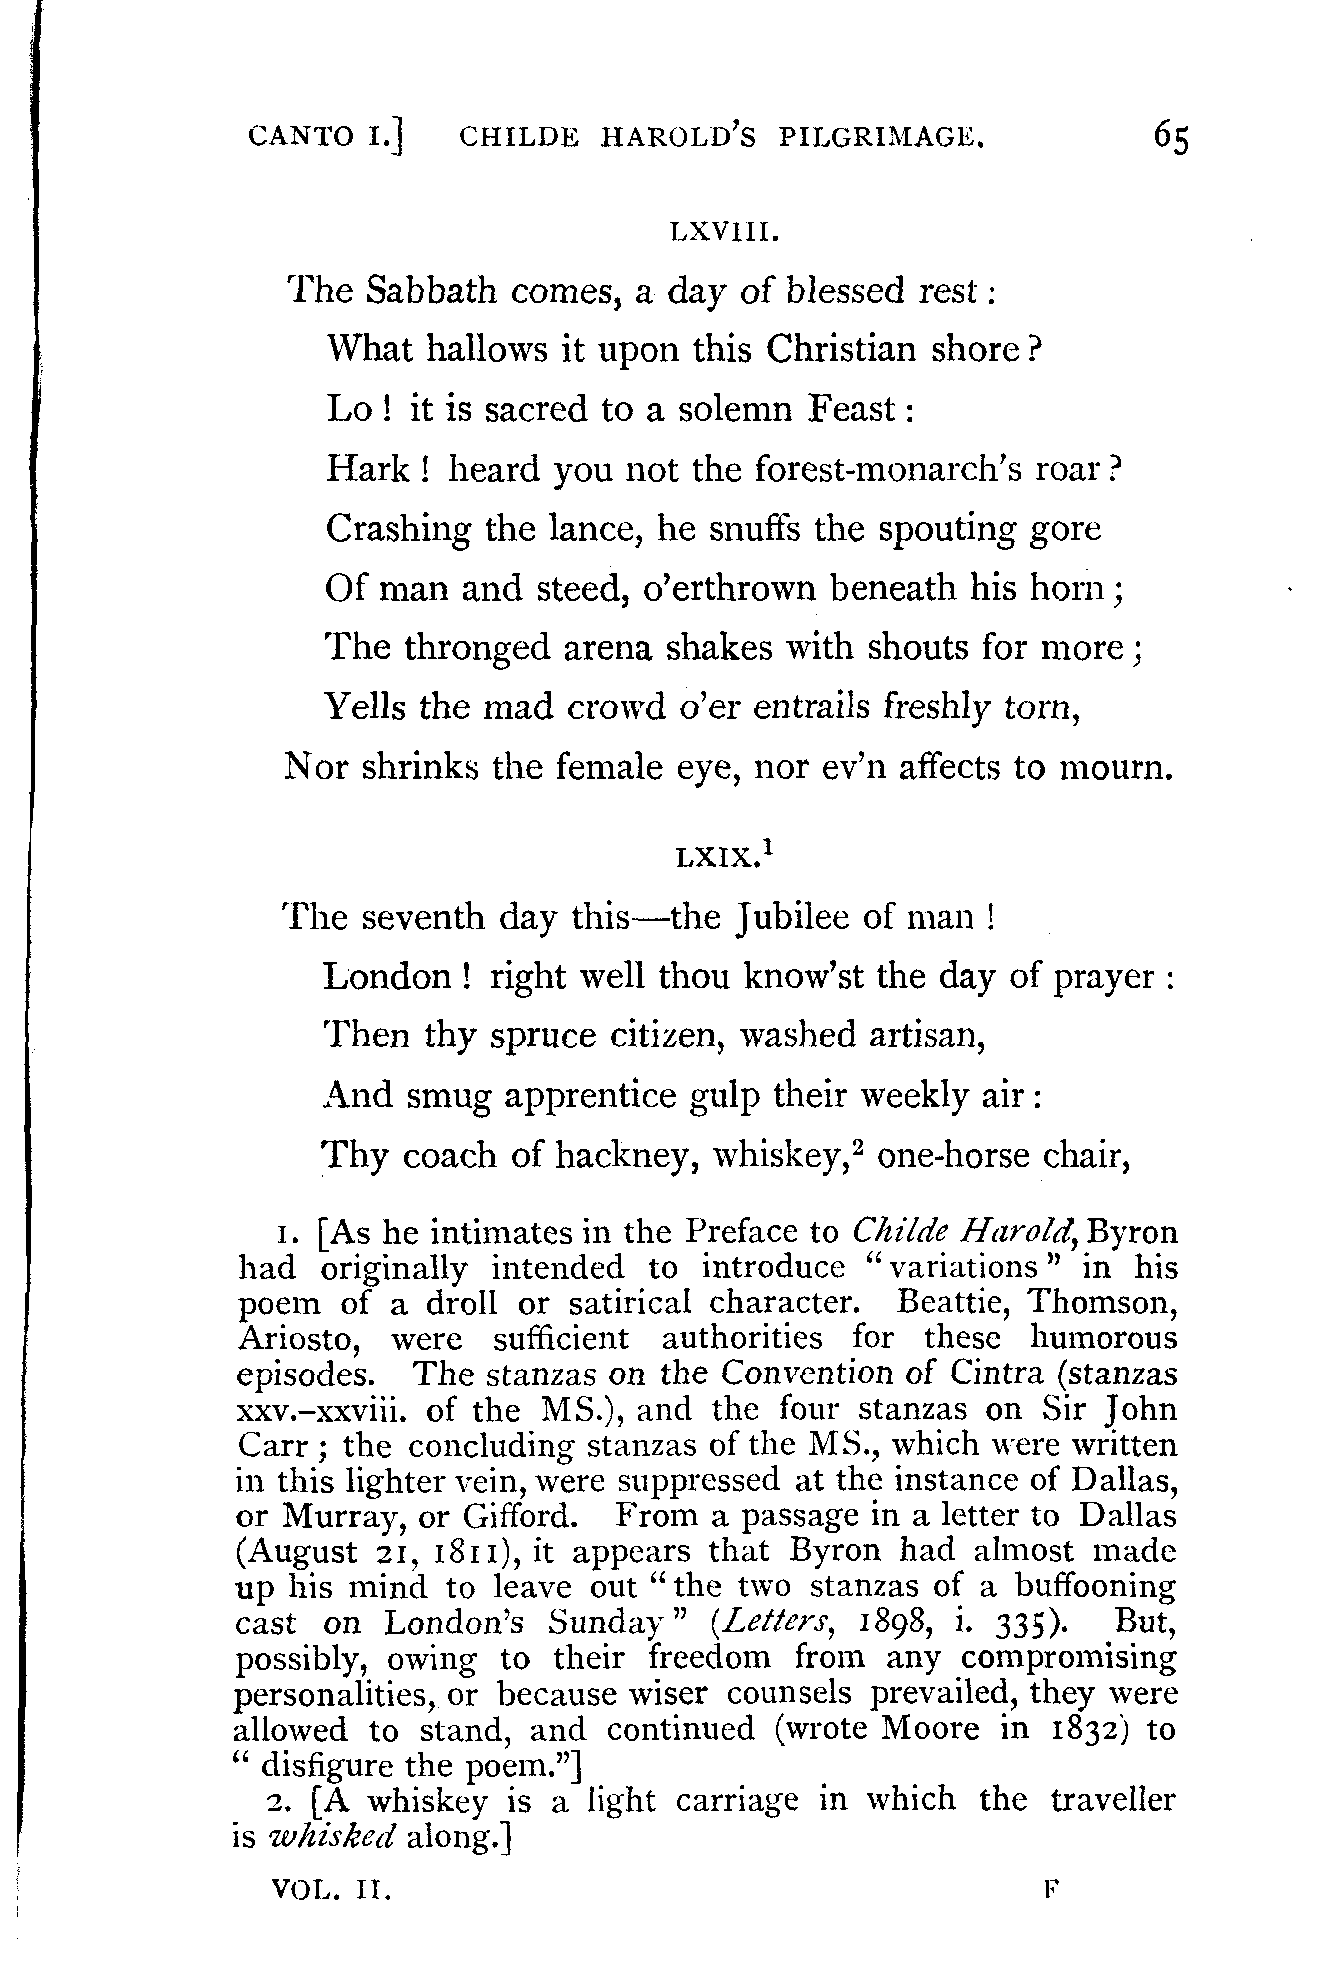 CANTO I.] CHILDE HAROLD'S PILGRIMAGE. 65
LXVIII.
The Sabbath comes, a day of blessed rest :
What hallows it upon this Christian shore ?
Lo ! it is sacred to a solemn Feast :
Hark ! heard you not the forest-monarch's roar ?
Crashing the lance, he snuffs the spouting gore
Of man and steed, o'erthrown beneath his horn ;
The thronged arena shakes with shouts for more ;
Yells the mad crowd o'er entrails freshly torn,
Nor shrinks the female eye, nor ev'n affects to mourn.
LXIX.¹
The seventh day this—the Jubilee of man !
London ! right well thou know'st the day of prayer :
Then thy spruce citizen, washed artisan,
And smug apprentice gulp their weekly air :
Thy coach of hackney, whiskey,² one-horse chair,
1. [As he intimates in the Preface to Childe Harold, Byron
had originally intended to introduce “variations” in his
poem of a droll or satirical character. Beattie, Thomson,
Ariosto, were sufficient authorities for these humorous
episodes. The stanzas on the Convention of Cintra (stanzas
xxv.–xxviii. of the MS.), and the four stanzas on Sir John
Carr ; the concluding stanzas of the MS., which were written
in this lighter vein, were suppressed at the instance of Dallas,
or Murray, or Gifford. From a passage in a letter to Dallas
(August 21, 1811), it appears that Byron had almost made
up his mind to leave out “the two stanzas of a buffooning
cast on London's Sunday” (Letters, 1898, i. 335). But,
possibly, owing to their freedom from any compromising
personalities, or because wiser counsels prevailed, they were
allowed to stand, and continued (wrote Moore in 1832) to
“disfigure the poem.”]
2. [A whiskey is a light carriage in which the traveller
is whisked along.]
VOL. II. F